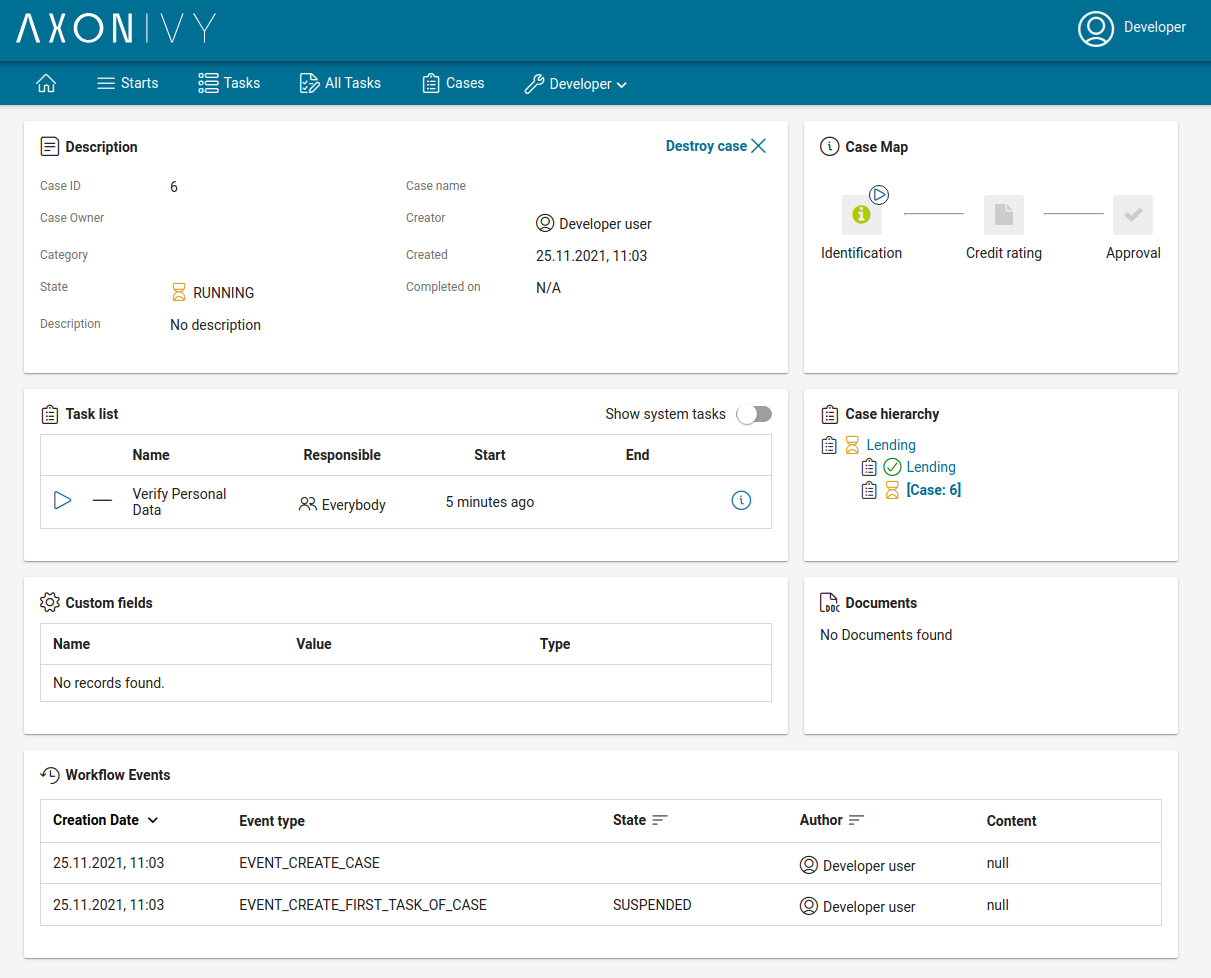 AXONIVY
Developer
Starts Tasks All Tasks Cases Developer
Description Destroy case
Case ID 6 Case name
Case Owner Creator Developer user
Category Created 25.11.2021, 11:03
State RUNNING Completed on N/A
Description No description
Case Map
Identification Credit rating Approval
Task list Show system tasks
Name Responsible Start End
Verify Personal
Data
Everybody 5 minutes ago
Case hierarchy
Lending
Lending
[Case: 6]
Custom fields
Name Value Type
No records found.
DOC Documents
No Documents found
Workflow Events
Creation Date Event type State Author Content
25.11.2021, 11:03 EVENT_CREATE_CASE Developer user null
25.11.2021, 11:03 EVENT_CREATE_FIRST_TASK_OF_CASE SUSPENDED Developer user null